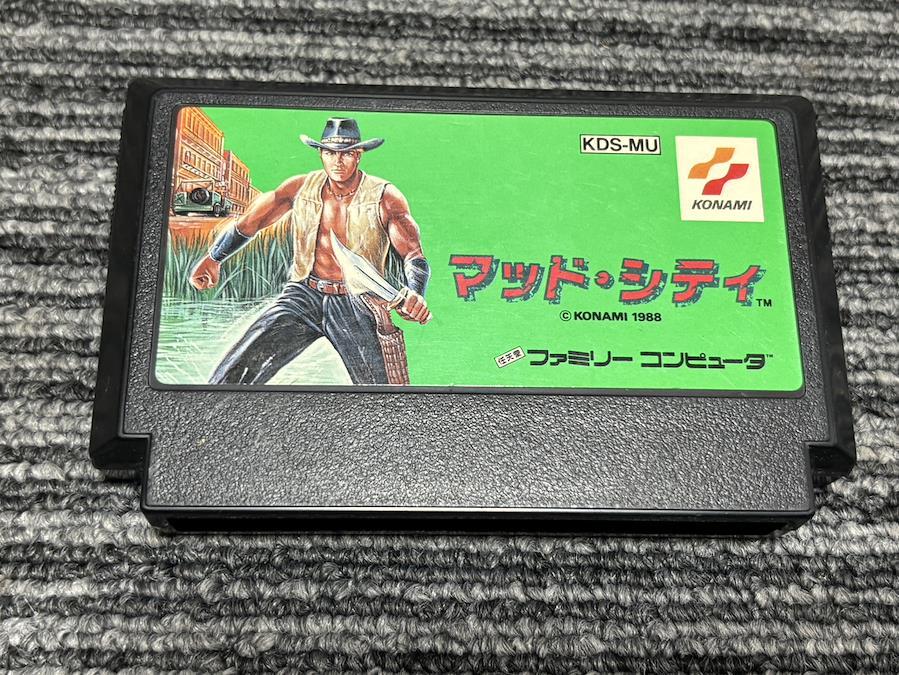 KDS-MU
KONAMI
マッド・シティ™
© KONAMI 1988
任天堂 ファミリー コンピュータ™